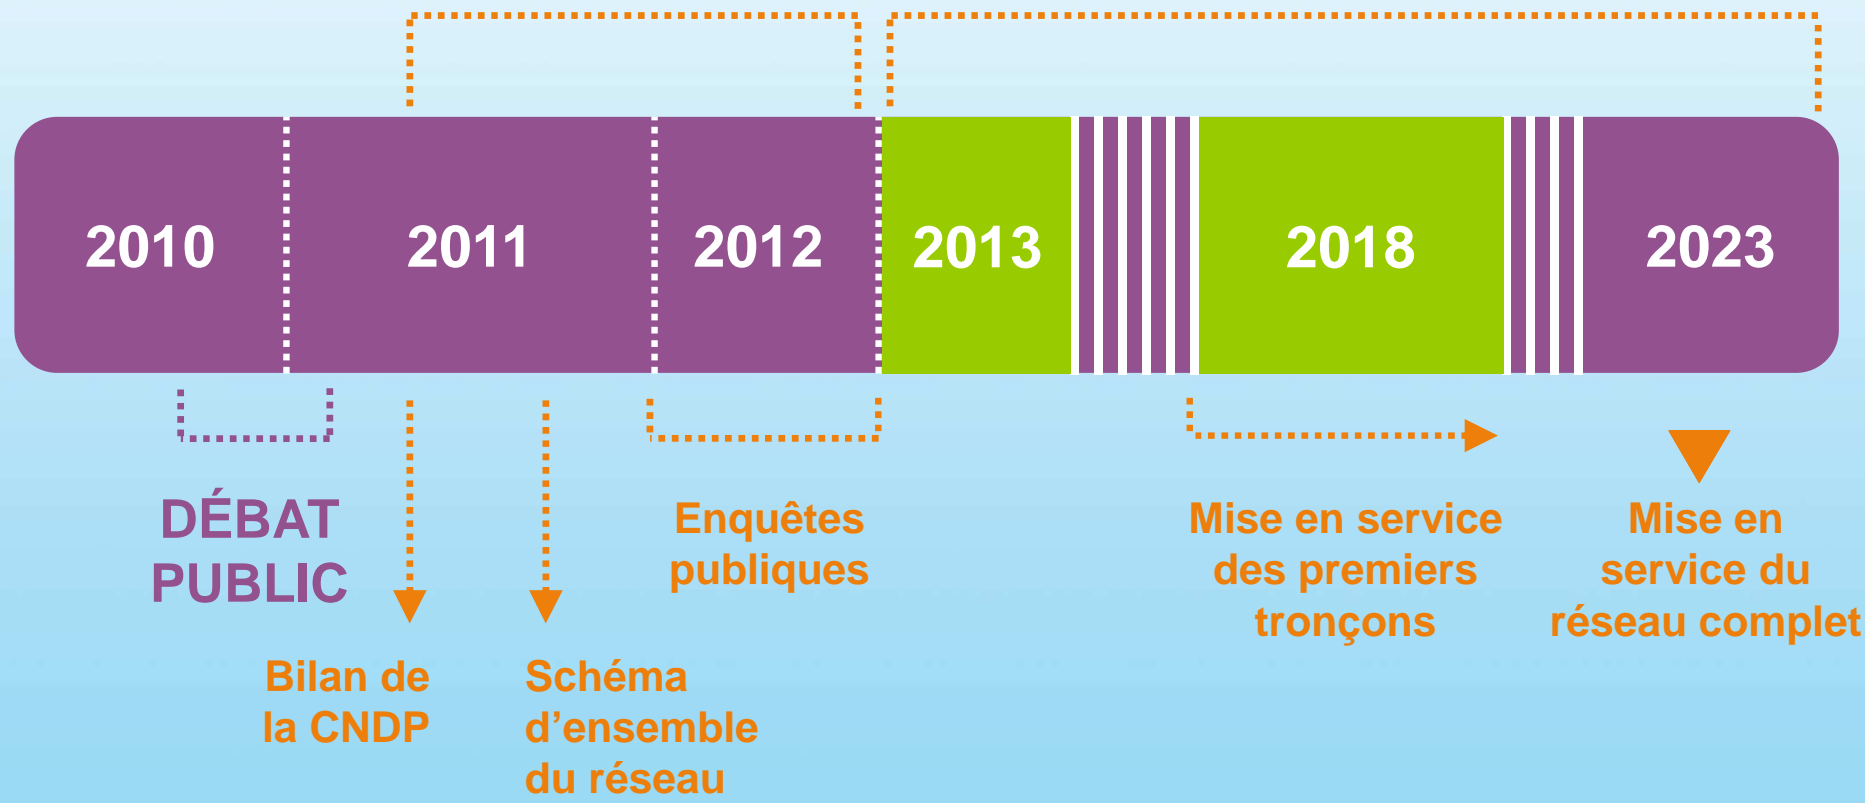 2010
2011
2012
2013
2018
2023
DÉBAT
PUBLIC
Bilan de
la CNDP
Schéma
d’ensemble
du réseau
Enquêtes
publiques
Mise en service
des premiers
tronçons
Mise en
service du
réseau complet